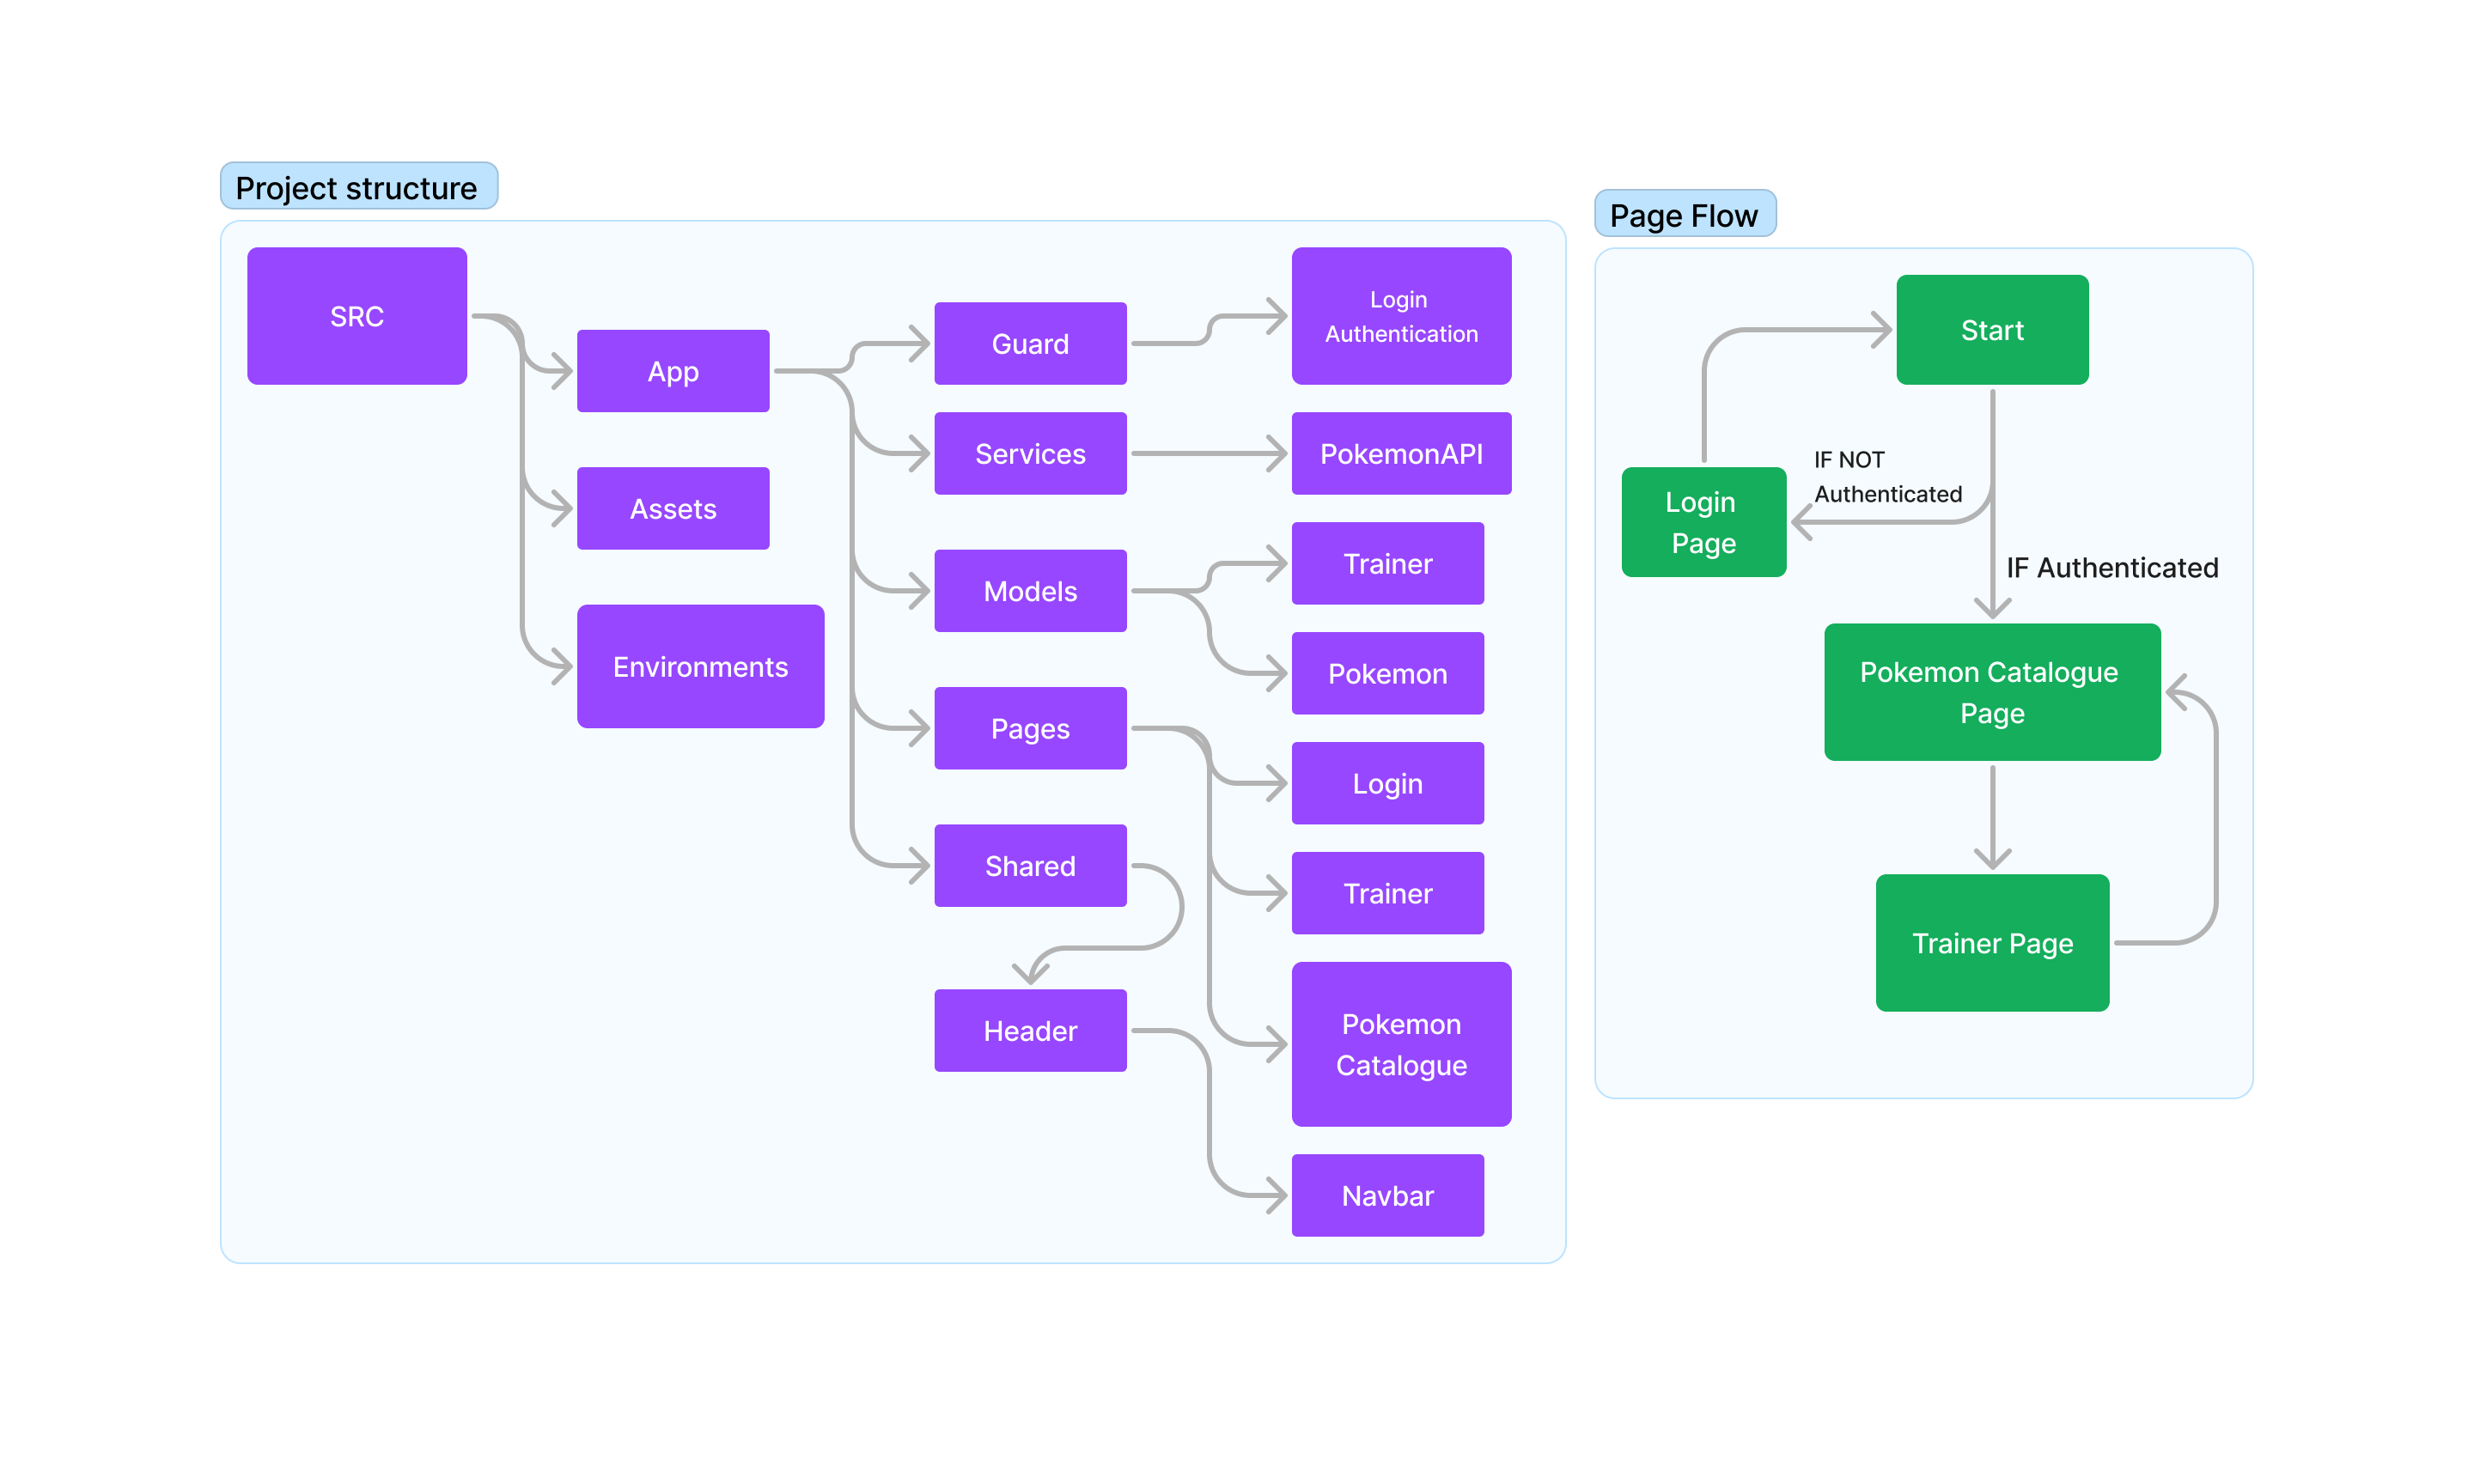 Project structure
SRC
App
Assets
Environments
Guard
Services
Models
Pages
Shared
Header
Login
Authentication
PokemonAPI
Trainer
Pokemon
Login
Trainer
Pokemon
Catalogue
Navbar
Page Flow
Start
IF NOT
Authenticated
Login
Page
IF Authenticated
Pokemon Catalogue
Page
Trainer Page